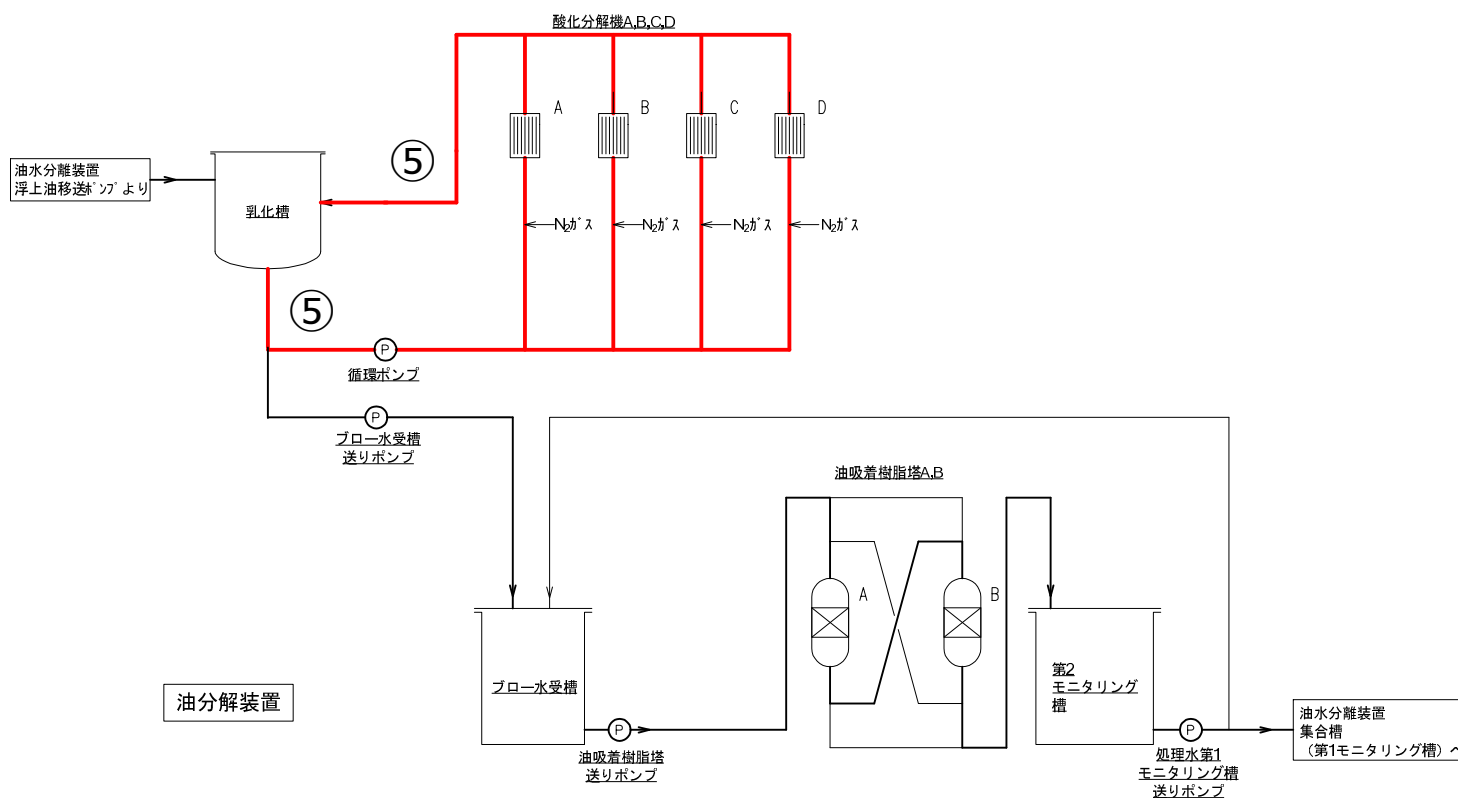 酸化分解機A,B,C,D
A
B
C
D
⑤
油水分離装置
浮上油移送ﾎﾟﾝﾌﾟより
乳化槽
N₂ｶﾞｽ
N₂ｶﾞｽ
N₂ｶﾞｽ
N₂ｶﾞｽ
⑤
P
循環ポンプ
P
ブロー水受槽
送りポンプ
油吸着樹脂塔A,B
A
B
ブロー水受槽
第2
モニタリング
槽
油分解装置
P
油吸着樹脂塔
送りポンプ
P
処理水第1
モニタリング槽
送りポンプ
油水分離装置
集合槽
（第1モニタリング槽）へ